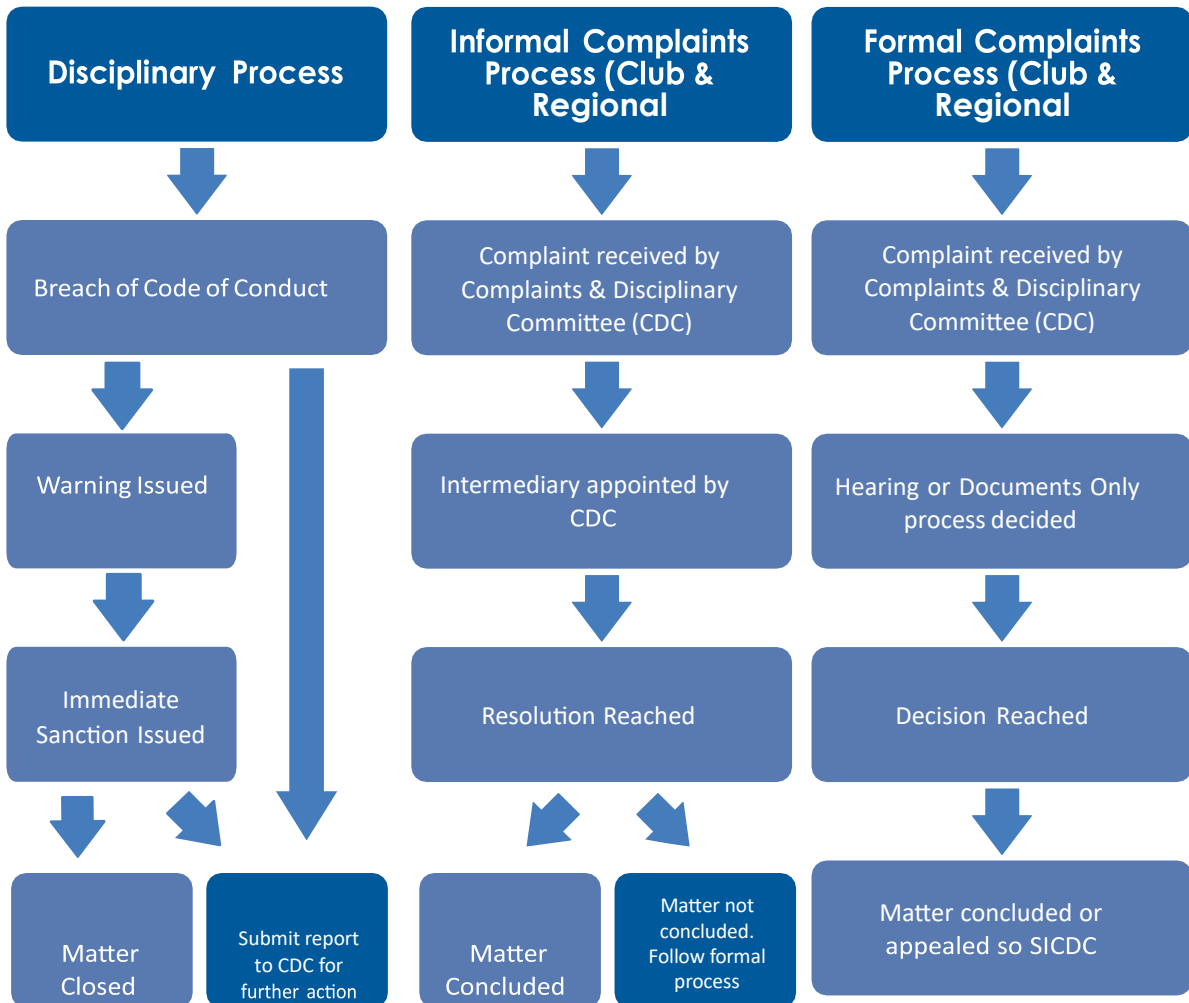 Disciplinary Process
Breach of Code of Conduct
Warning Issued
Immediate
Sanction Issued
Matter
Closed
Submit report
to CDC for
further action
Informal Complaints
Process (Club &
Regional
Complaint received by
Complaints & Disciplinary
Committee (CDC)
Intermediary appointed by
CDC
Resolution Reached
Matter
Concluded
Matter not
concluded.
Follow formal
process
Formal Complaints
Process (Club &
Regional
Complaint received by
Complaints & Disciplinary
Committee (CDC)
Hearing or Documents Only
process decided
Decision Reached
Matter concluded or
appealed so SICDC